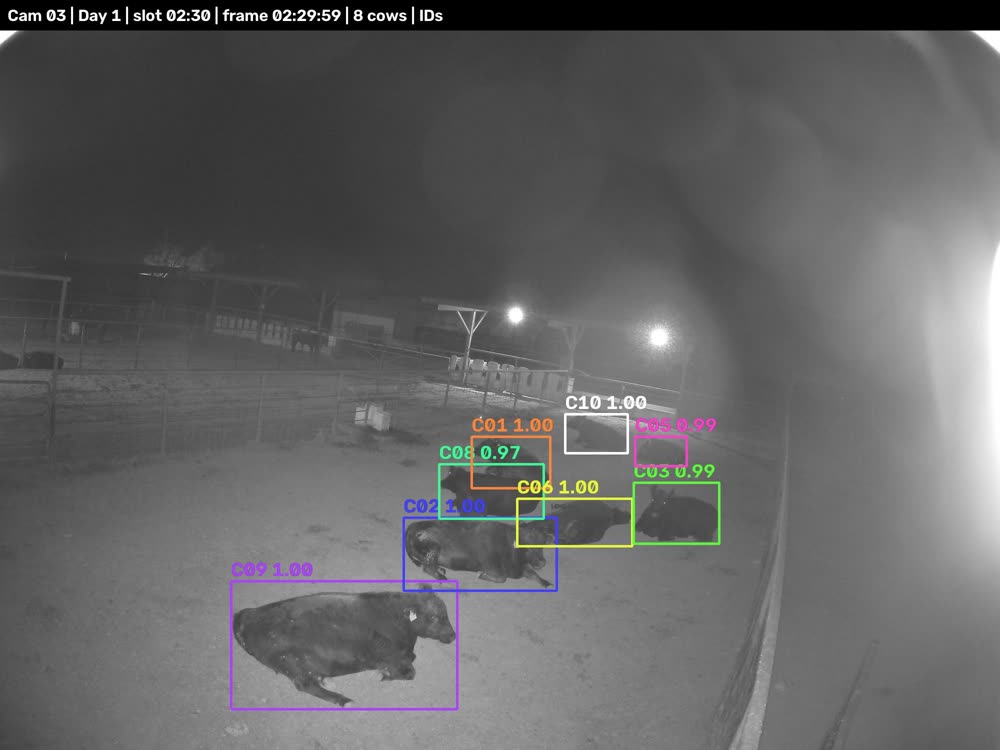 Cam 03 | Day 1 | slot 02:30 | frame 02:29:59 | 8 cows | IDs
C10 1.00
C01 1.00
C05 0.99
C08 0.97
C03 0.99
C06 1.00
C02 1.00
C09 1.00